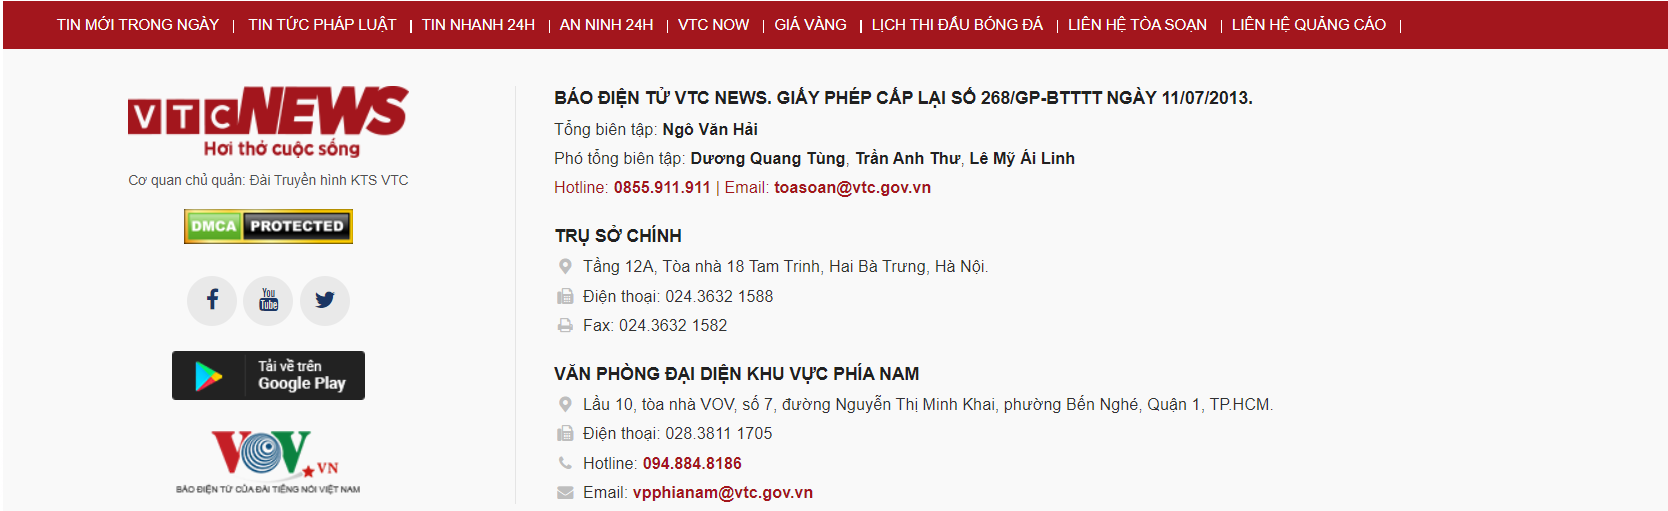 TIN MỚI TRONG NGÀY | TIN TỨC PHÁP LUẬT | TIN NHANH 24H | AN NINH 24H | VTC NOW | GIÁ VÀNG | LỊCH THI ĐẤU BÓNG ĐÁ | LIÊN HỆ TÒA SOẠN | LIÊN HỆ QUẢNG CÁO |
VTC NEWS
Hơi thở cuộc sống
Cơ quan chủ quản: Đài Truyền hình KTS VTC
DMCA PROTECTED
You Tube
Tải về trên
Google Play
VOV.VN
BÁO ĐIỆN TỬ CỦA ĐÀI TIẾNG NÓI VIỆT NAM
BÁO ĐIỆN TỬ VTC NEWS. GIẤY PHÉP CẤP LẠI SỐ 268/GP-BTTTT NGÀY 11/07/2013.
Tổng biên tập: Ngô Văn Hải
Phó tổng biên tập: Dương Quang Tùng, Trần Anh Thư, Lê Mỹ Ái Linh
Hotline: 0855.911.911 | Email: toasoan@vtc.gov.vn
TRỤ SỞ CHÍNH
Tầng 12A, Tòa nhà 18 Tam Trinh, Hai Bà Trưng, Hà Nội.
Điện thoại: 024.3632 1588
Fax: 024.3632 1582
VĂN PHÒNG ĐẠI DIỆN KHU VỰC PHÍA NAM
Lầu 10, tòa nhà VOV, số 7, đường Nguyễn Thị Minh Khai, phường Bến Nghé, Quận 1, TP.HCM.
Điện thoại: 028.3811 1705
Hotline: 094.884.8186
Email: vpphianam@vtc.gov.vn